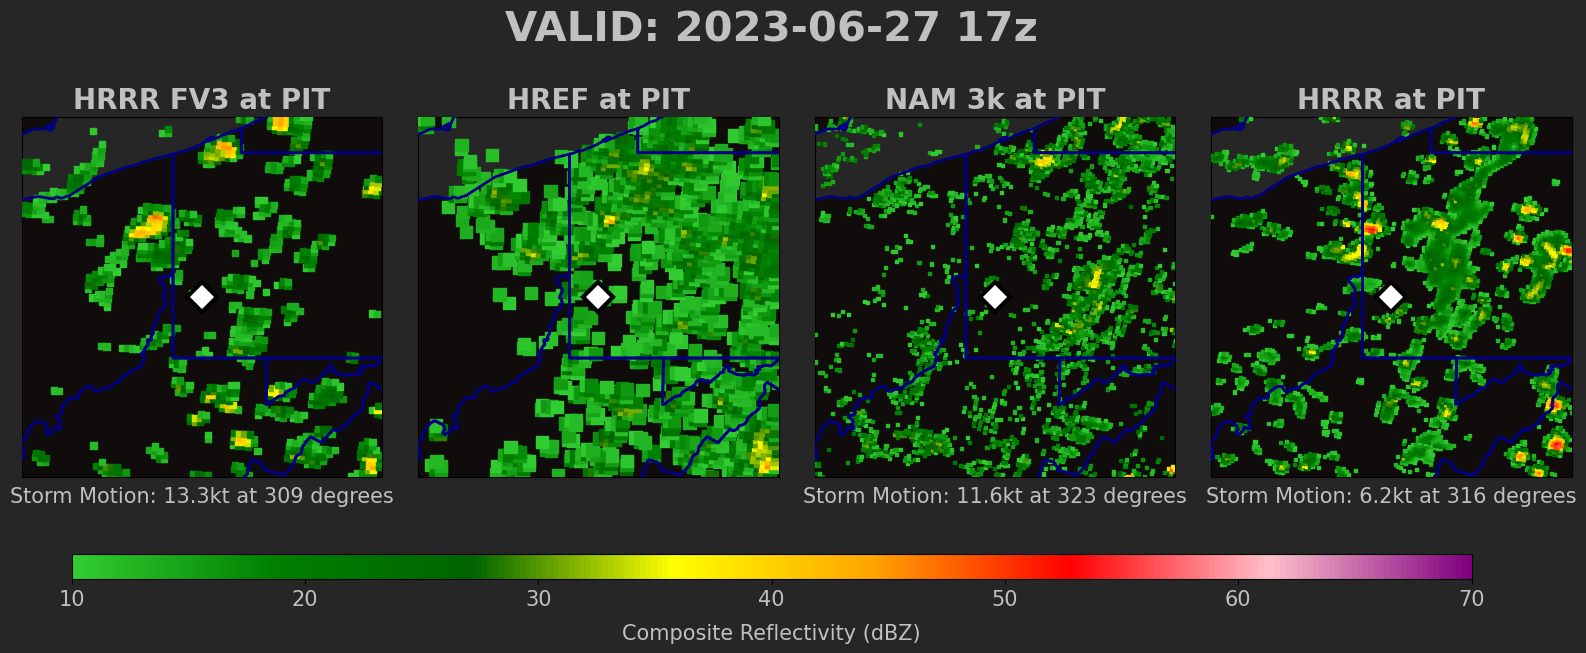 VALID: 2023-06-27 17z
HRRR FV3 at PIT
HREF at PIT
NAM 3k at PIT
HRRR at PIT
Storm Motion: 13.3kt at 309 degrees
Storm Motion: 11.6kt at 323 degrees
Storm Motion: 6.2kt at 316 degrees
10 20 30 40 50 60 70
Composite Reflectivity (dBZ)